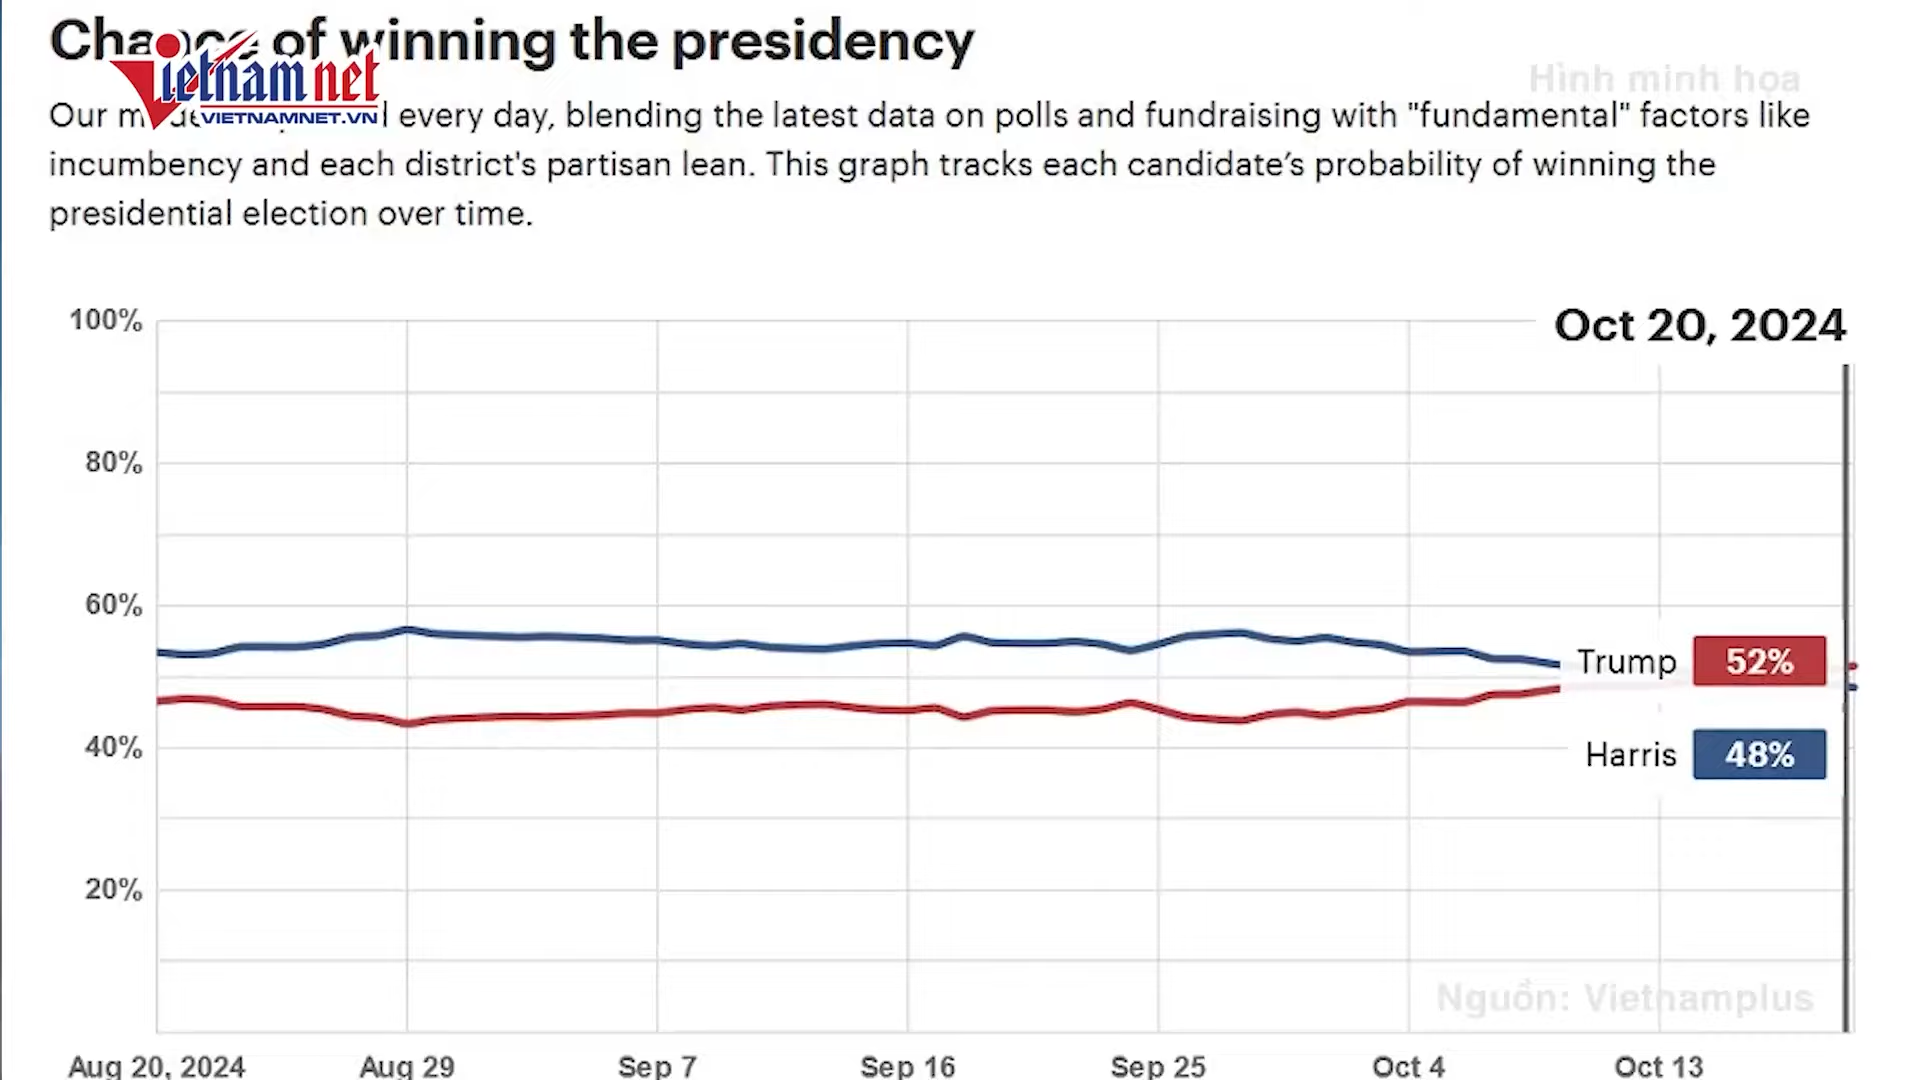 Chance of winning the presidency
Vietnamnet
VIETNAMNET.VN
Hình minh họa
Our every day, blending the latest data on polls and fundraising with "fundamental" factors like
incumbency and each district's partisan lean. This graph tracks each candidate’s probability of winning the
presidential election over time.
100%
Oct 20, 2024
80%
60%
Trump 52%
40%
Harris 48%
20%
Nguồn: Vietnamplus
Aug 20, 2024 Aug 29 Sep 7 Sep 16 Sep 25 Oct 4 Oct 13